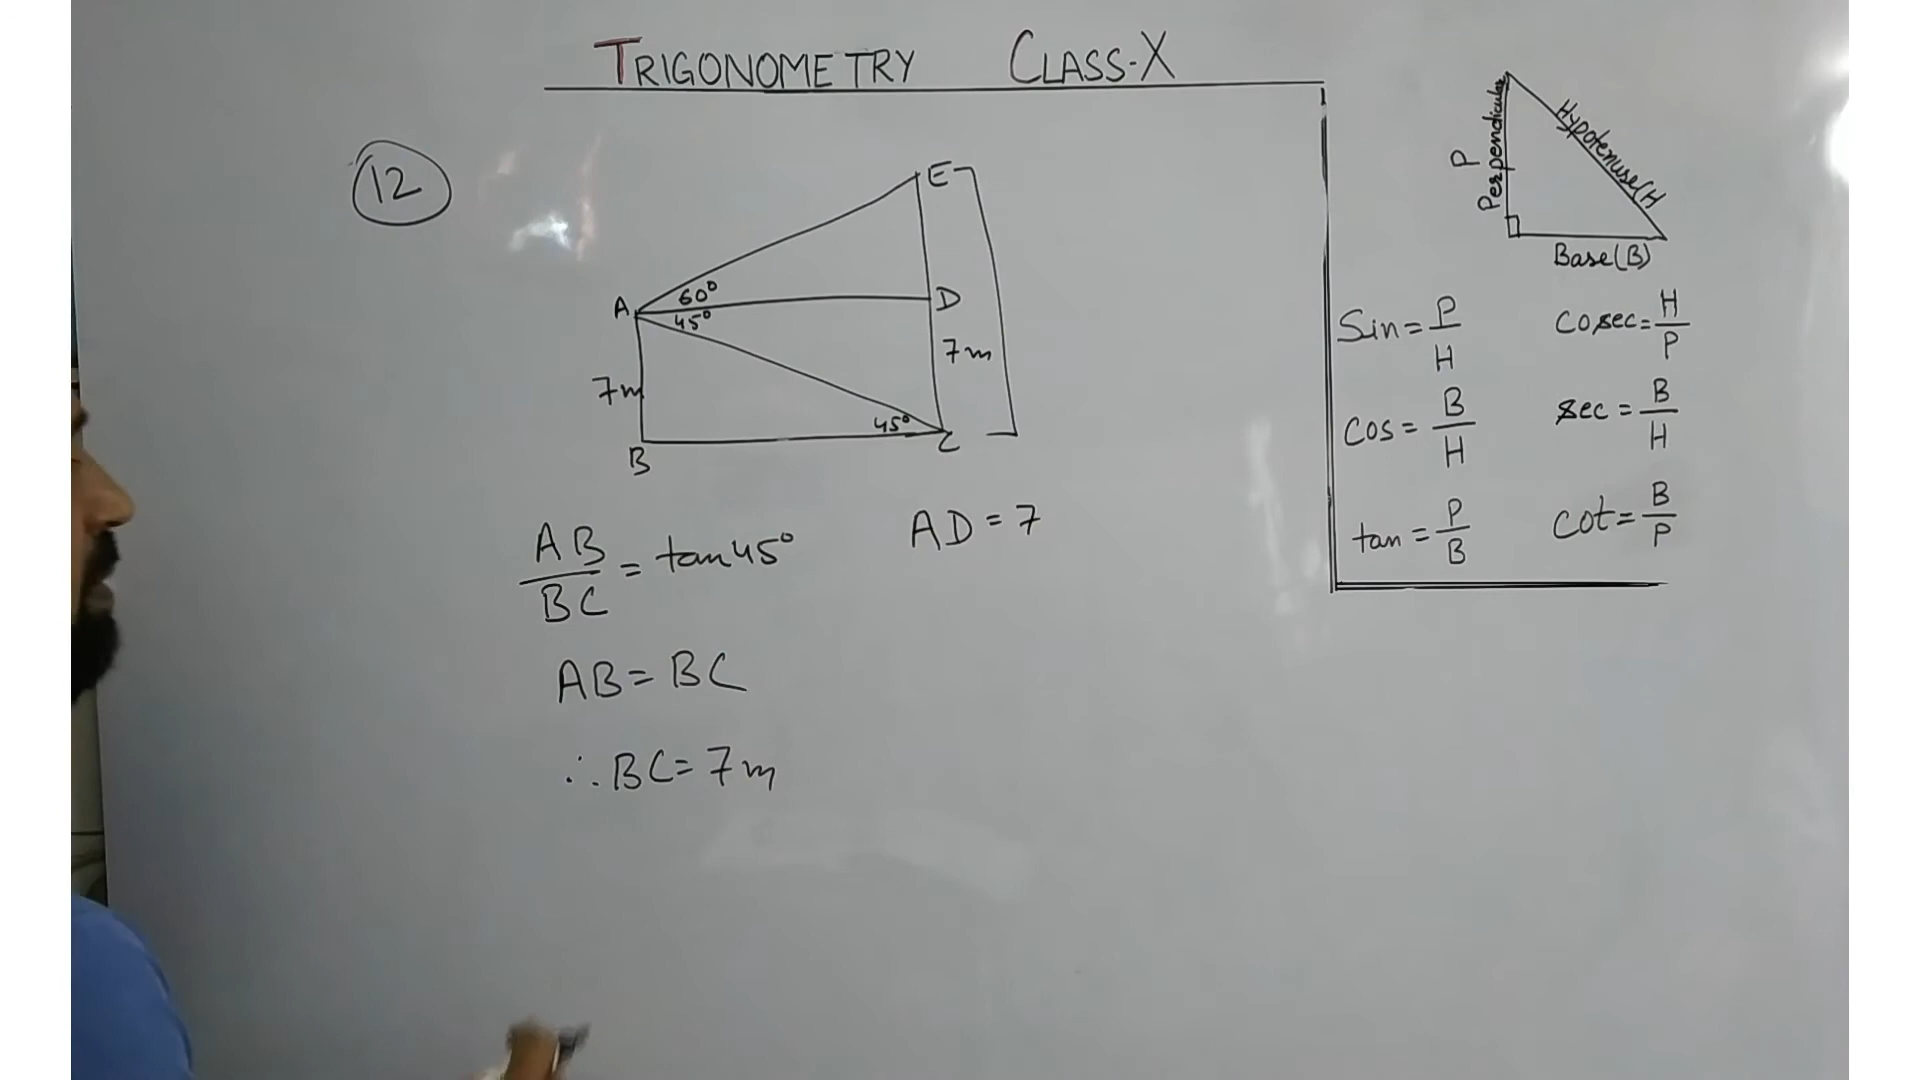 TRIGONOMETRY CLASS-X
12
E
A 60° D
45°
7m
7m
45°
B C
AB/BC = tan45°
AD = 7
AB = BC
∴ BC = 7m
P
Perpendicular
Hypotenuse(H
Base(B)
Sin = P/H
Cosec = H/P
Cos = B/H
Sec = B/H
tan = P/B
Cot = B/P